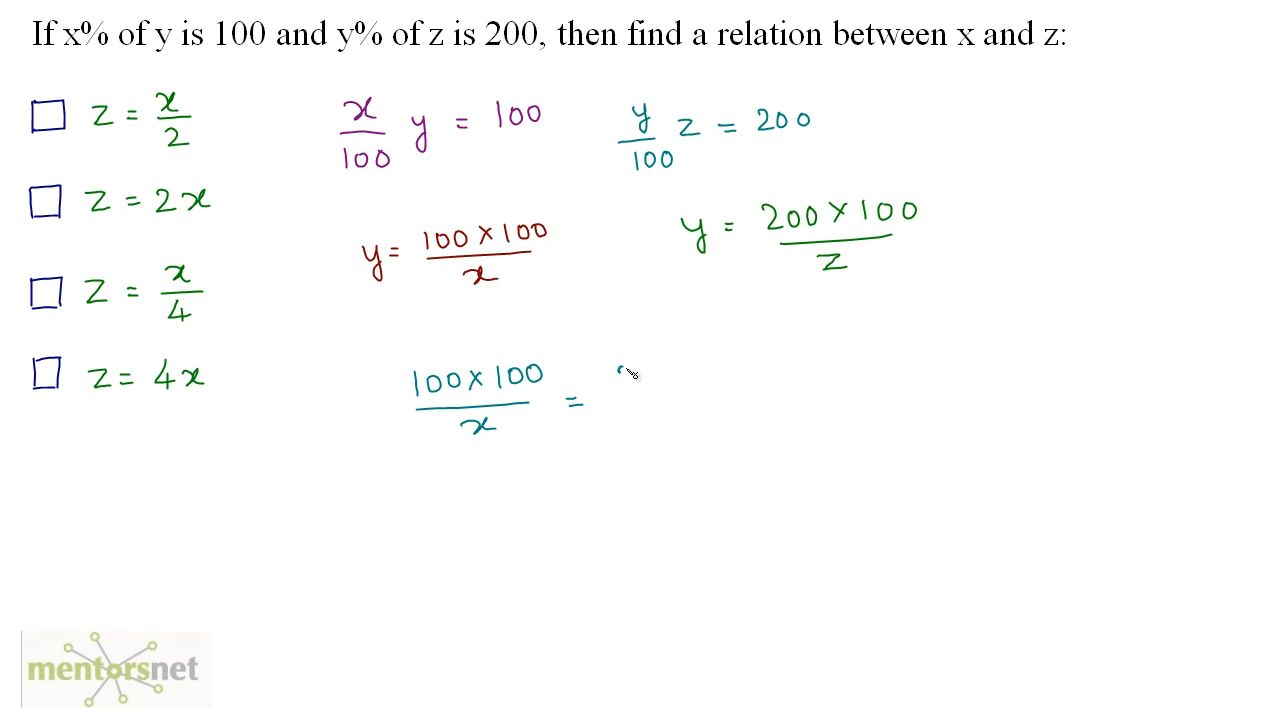 If x% of y is 100 and y% of z is 200, then find a relation between x and z:
z = x/2
z = 2x
z = x/4
z = 4x
x/100 y = 100
y/100 z = 200
y = 100 × 100/x
y = 200 × 100/z
100 × 100/x =
mentorsnet